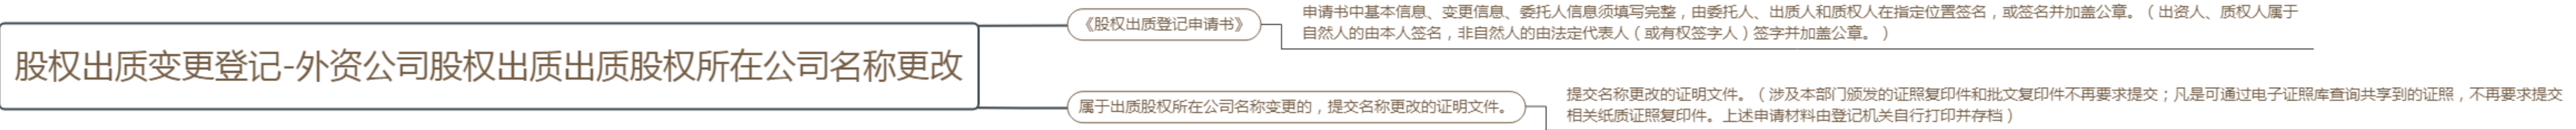 股权出质变更登记-外资公司股权出质出质股权所在公司名称更改
《股权出质登记申请书》
申请书中基本信息、变更信息、委托人信息须填写完整，由委托人、出质人和质权人在指定位置签名，或签名并加盖公章。（出资人、质权人属于
自然人的由本人签名，非自然人的由法定代表人（或有权签字人）签字并加盖公章。）
属于出质股权所在公司名称变更的，提交名称更改的证明文件。
提交名称更改的证明文件。（涉及本部门颁发的证照复印件和批文复印件不再要求提交；凡是可通过电子证照库查询共享到的证照，不再要求提交
相关纸质证照复印件。上述申请材料由登记机关自行打印并存档）